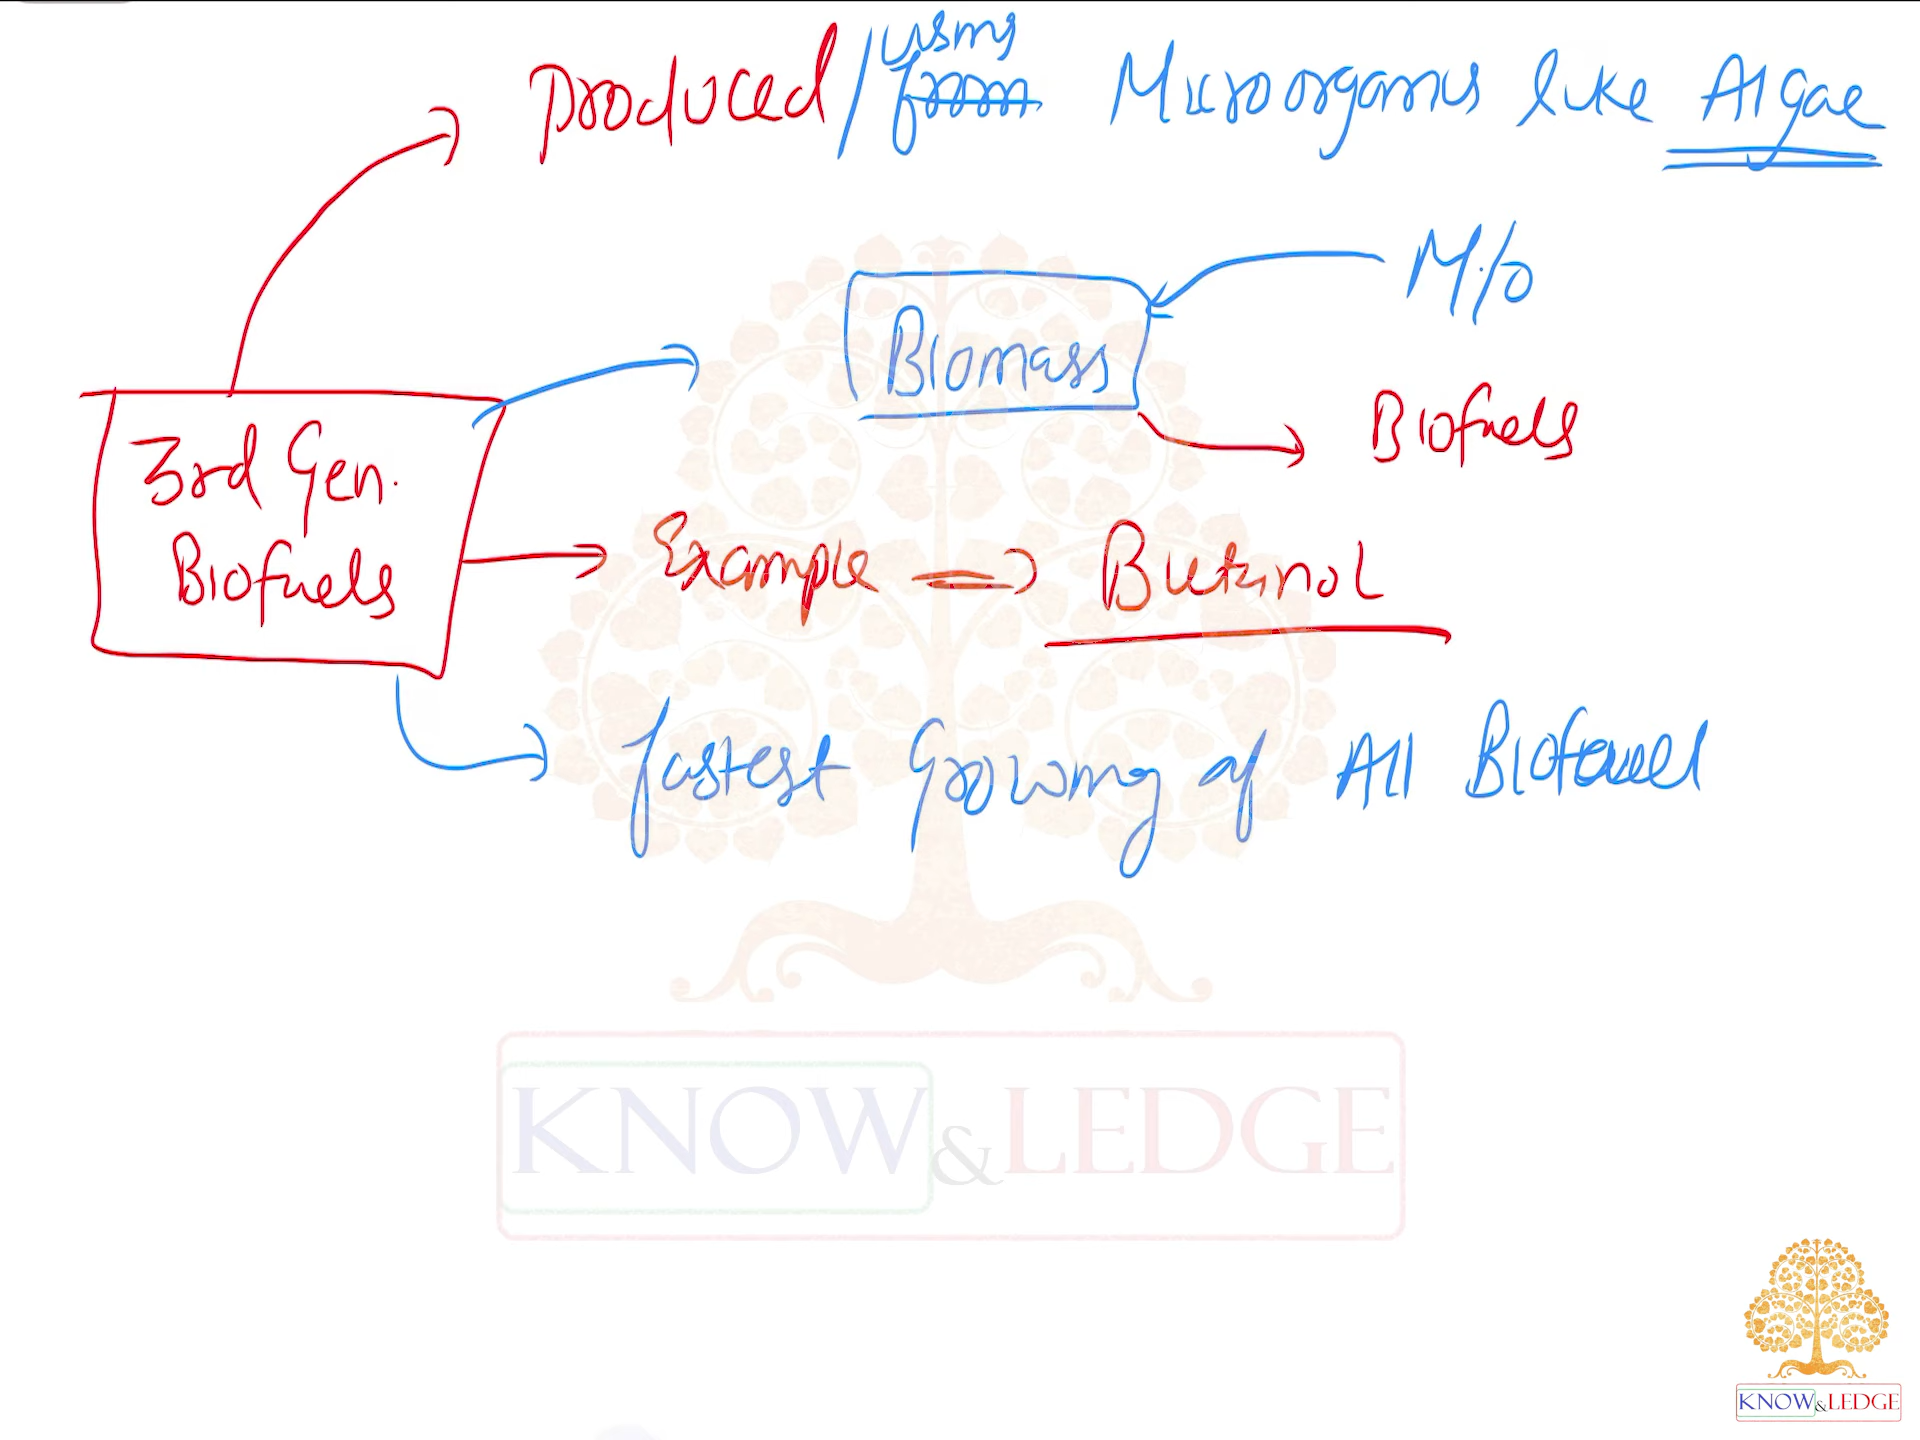 using
Produced / from Microorganisms like Algae
M/o
Biomass
Biofuels
3rd Gen.
Biofuels
Example => Butanol
Fastest Growing of All Biofuel
KNOW&LEDGE
KNOW&LEDGE